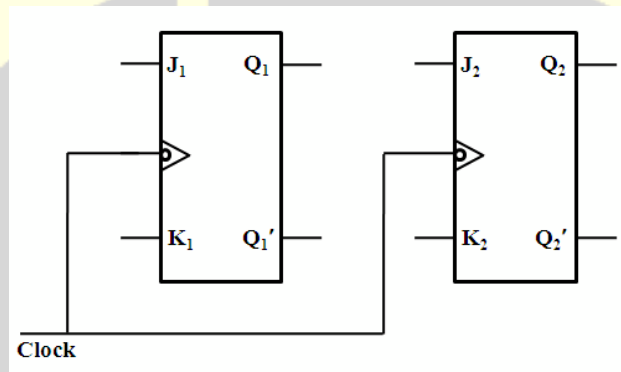 J₁ Q₁ J₂ Q₂
K₁ Q₁′ K₂ Q₂′
Clock